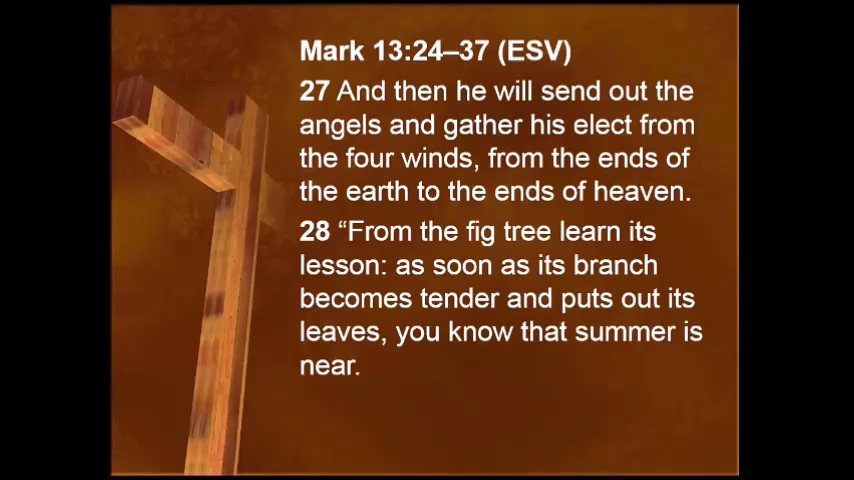 Mark 13:24–37 (ESV)
27 And then he will send out the
angels and gather his elect from
the four winds, from the ends of
the earth to the ends of heaven.
28 “From the fig tree learn its
lesson: as soon as its branch
becomes tender and puts out its
leaves, you know that summer is
near.